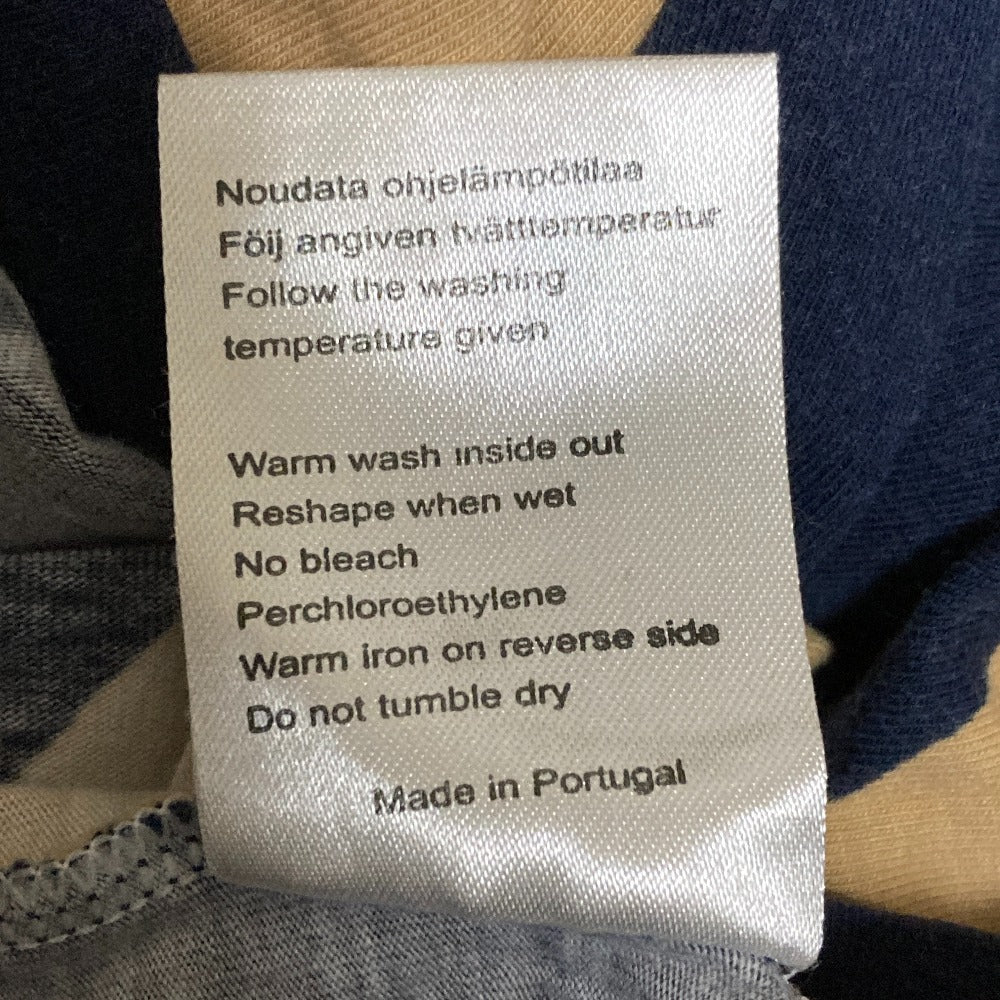 Noudata ohjelämpötilaa
Föij angiven tvätttemperatur
Follow the washing
temperature given
Warm wash inside out
Reshape when wet
No bleach
Perchloroethylene
Warm iron on reverse side
Do not tumble dry
Made in Portugal